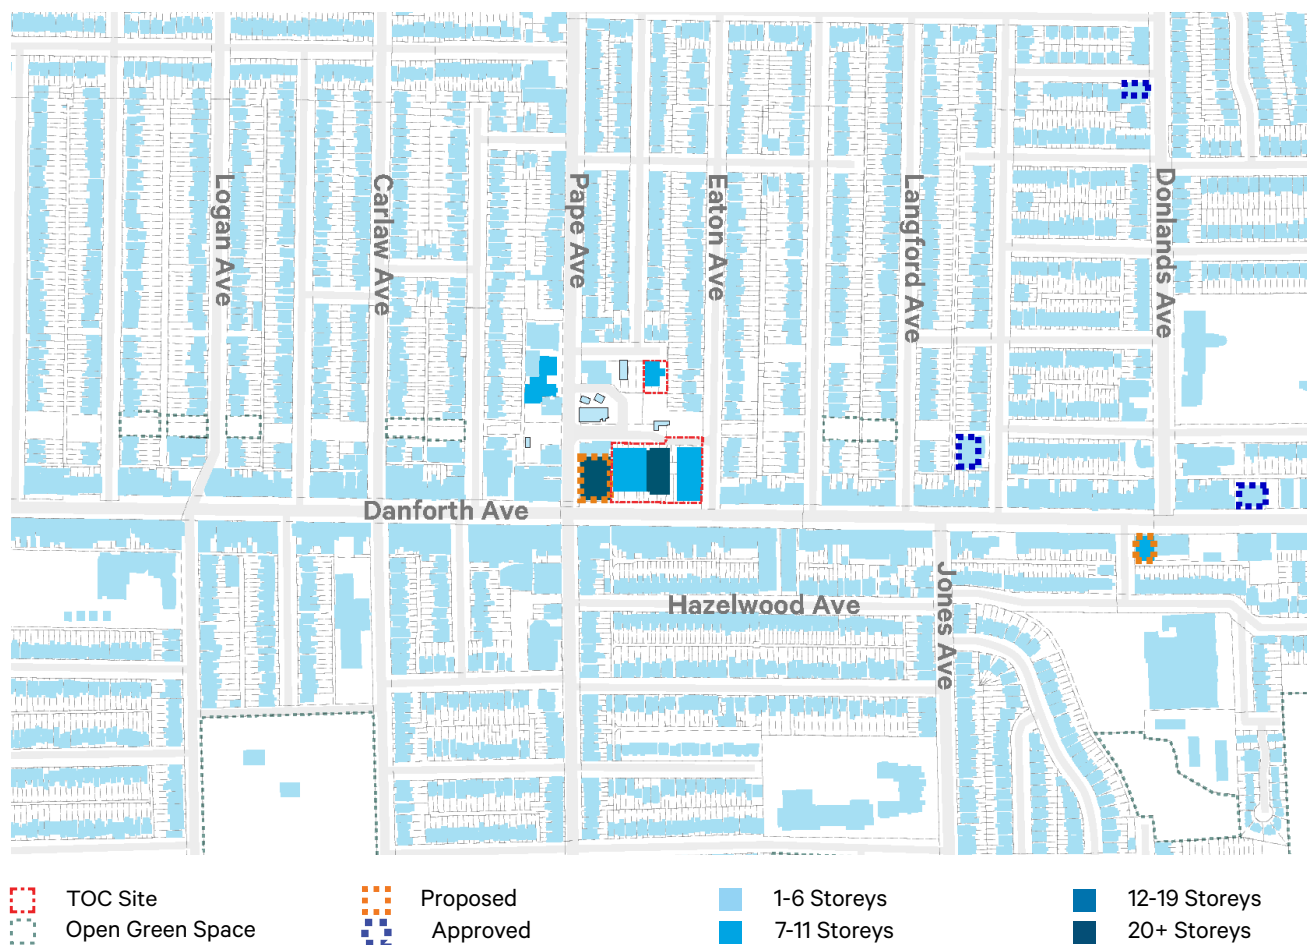 Logan Ave
Carlaw Ave
Pape Ave
Eaton Ave
Langford Ave
Donlands Ave
Danforth Ave
Jones Ave
Hazelwood Ave
TOC Site
Proposed
1-6 Storeys
12-19 Storeys
Open Green Space
Approved
7-11 Storeys
20+ Storeys